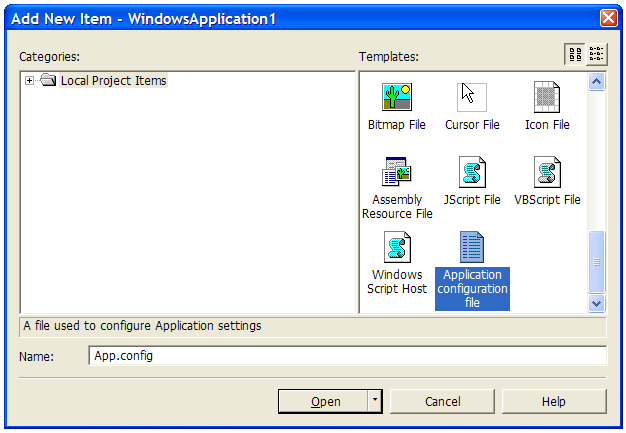 Add New Item - WindowsApplication1
Categories:
Templates:
Local Project Items
Bitmap File
Cursor File
Icon File
Assembly
Resource File
JScript File
VBScript File
Windows
Script Host
Application
configuration
file
A file used to configure Application settings
Name:
App.config
Open
Cancel
Help